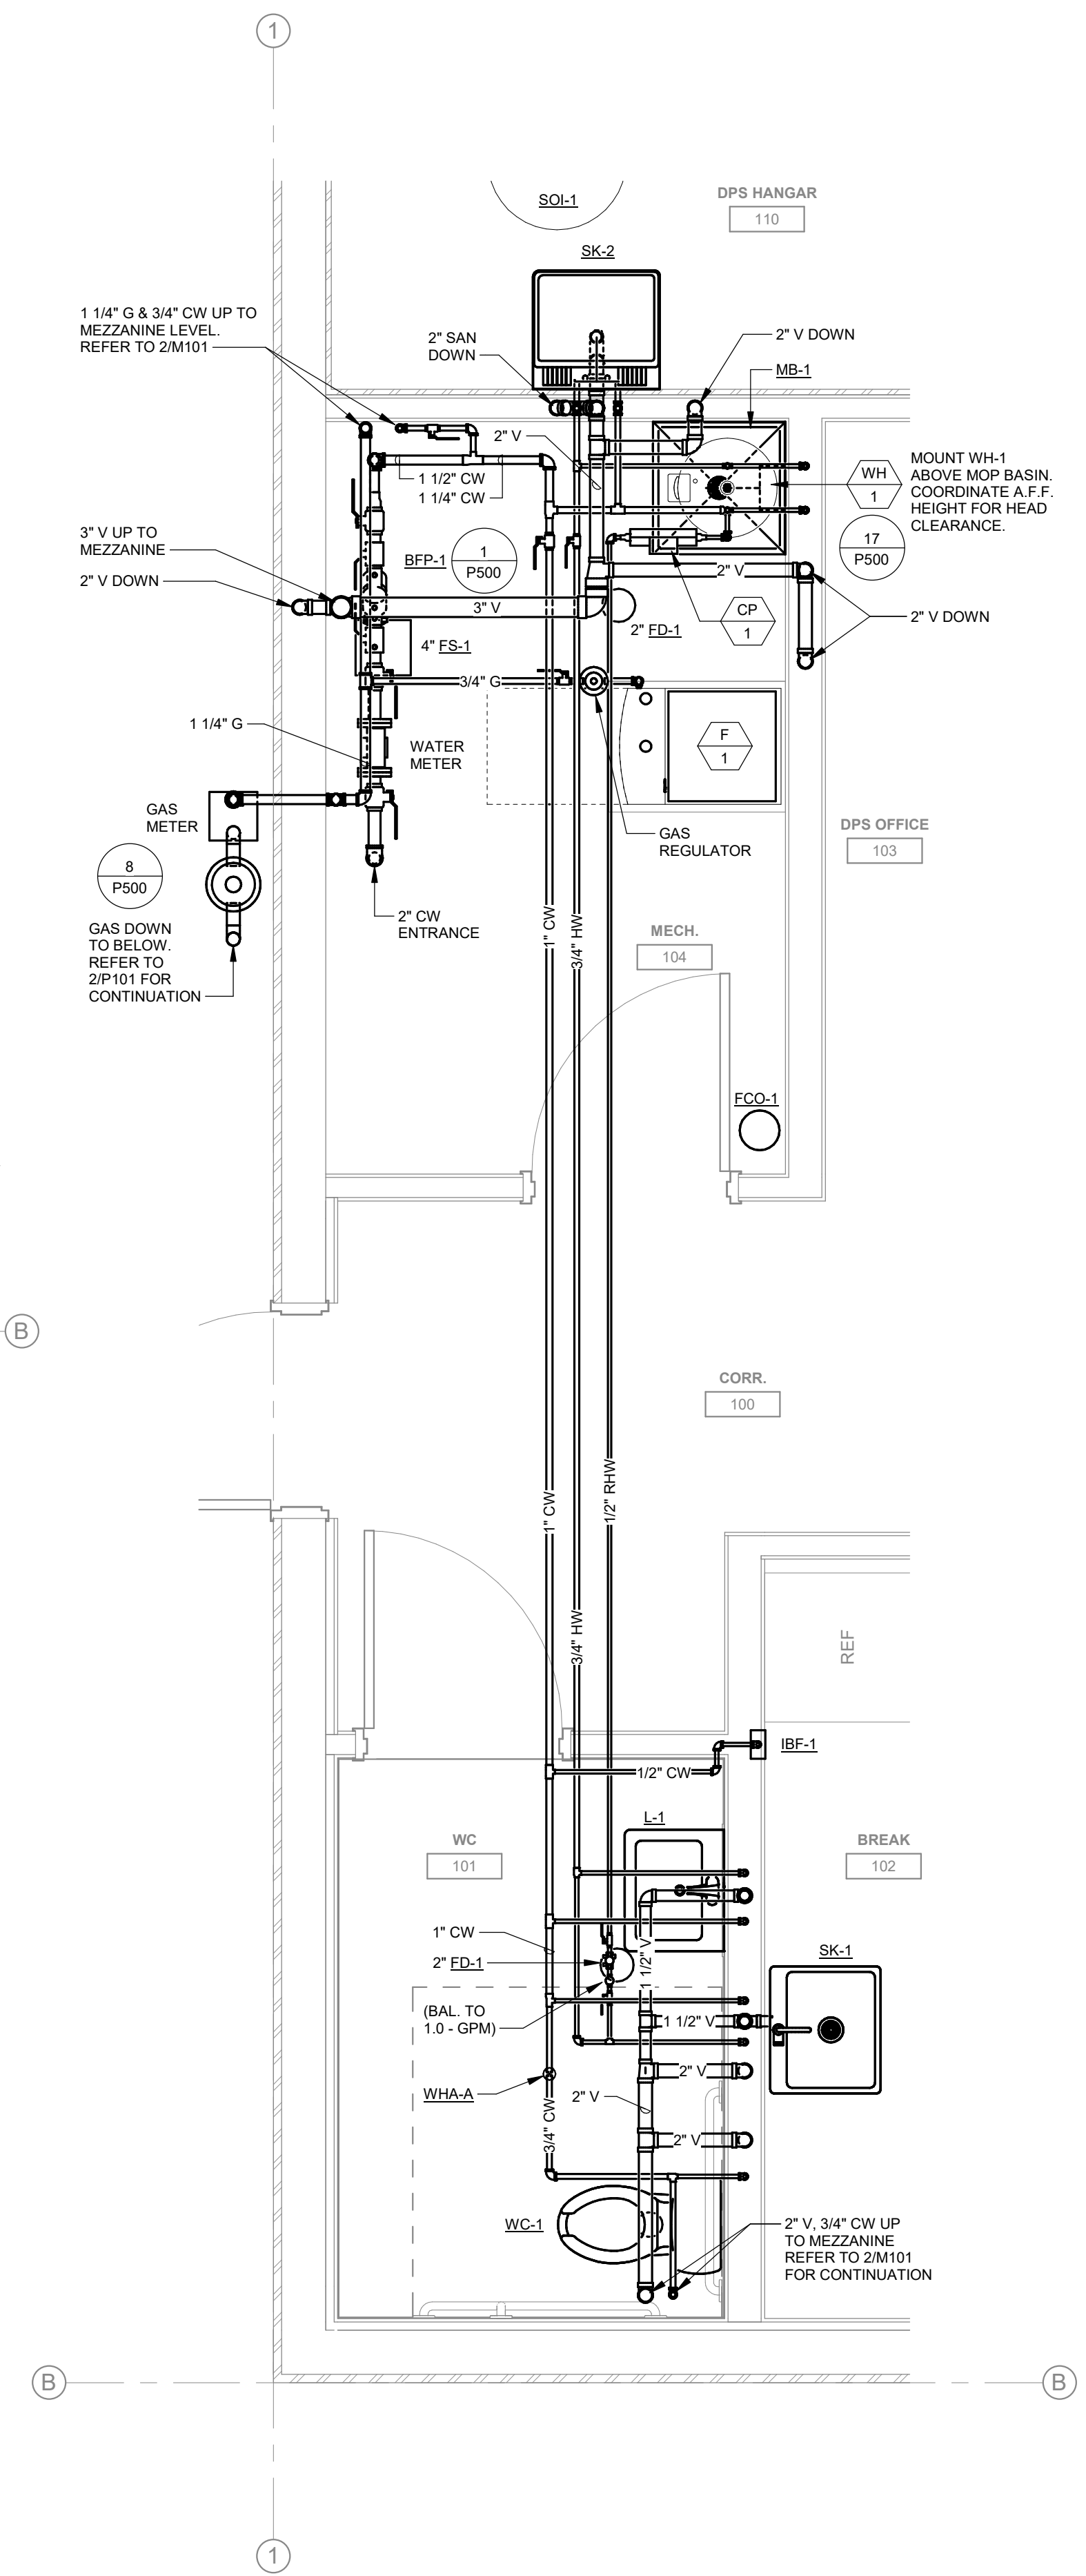 1
SOI-1
DPS HANGAR
110
SK-2
1 1/4" G & 3/4" CW UP TO
MEZZANINE LEVEL.
REFER TO 2/M101
2" SAN
DOWN
2" V DOWN
MB-1
2" V
1 1/2" CW
1 1/4" CW
WH
1
MOUNT WH-1
ABOVE MOP BASIN.
COORDINATE A.F.F.
HEIGHT FOR HEAD
CLEARANCE.
3" V UP TO
MEZZANINE
2" V DOWN
BFP-1
1
P500
17
P500
2" V
3" V
CP
1
2" FD-1
2" V DOWN
4" FS-1
3/4" G
1 1/4" G
WATER
METER
F
1
GAS
METER
GAS
REGULATOR
DPS OFFICE
103
8
P500
2" CW
ENTRANCE
GAS DOWN
TO BELOW.
REFER TO
2/P101 FOR
CONTINUATION
1" CW
3/4" HW
MECH.
104
FCO-1
B
CORR.
100
1" CW
1/2" RHW
3/4" HW
REF
IBF-1
1/2" CW
L-1
WC
101
BREAK
102
1" CW
2" FD-1
1 1/2" V
SK-1
(BAL. TO
1.0 - GPM)
1 1/2" V
WHA-A
2" V
2" V
3/4" CW
2" V
WC-1
2" V, 3/4" CW UP
TO MEZZANINE
REFER TO 2/M101
FOR CONTINUATION
B
B
1